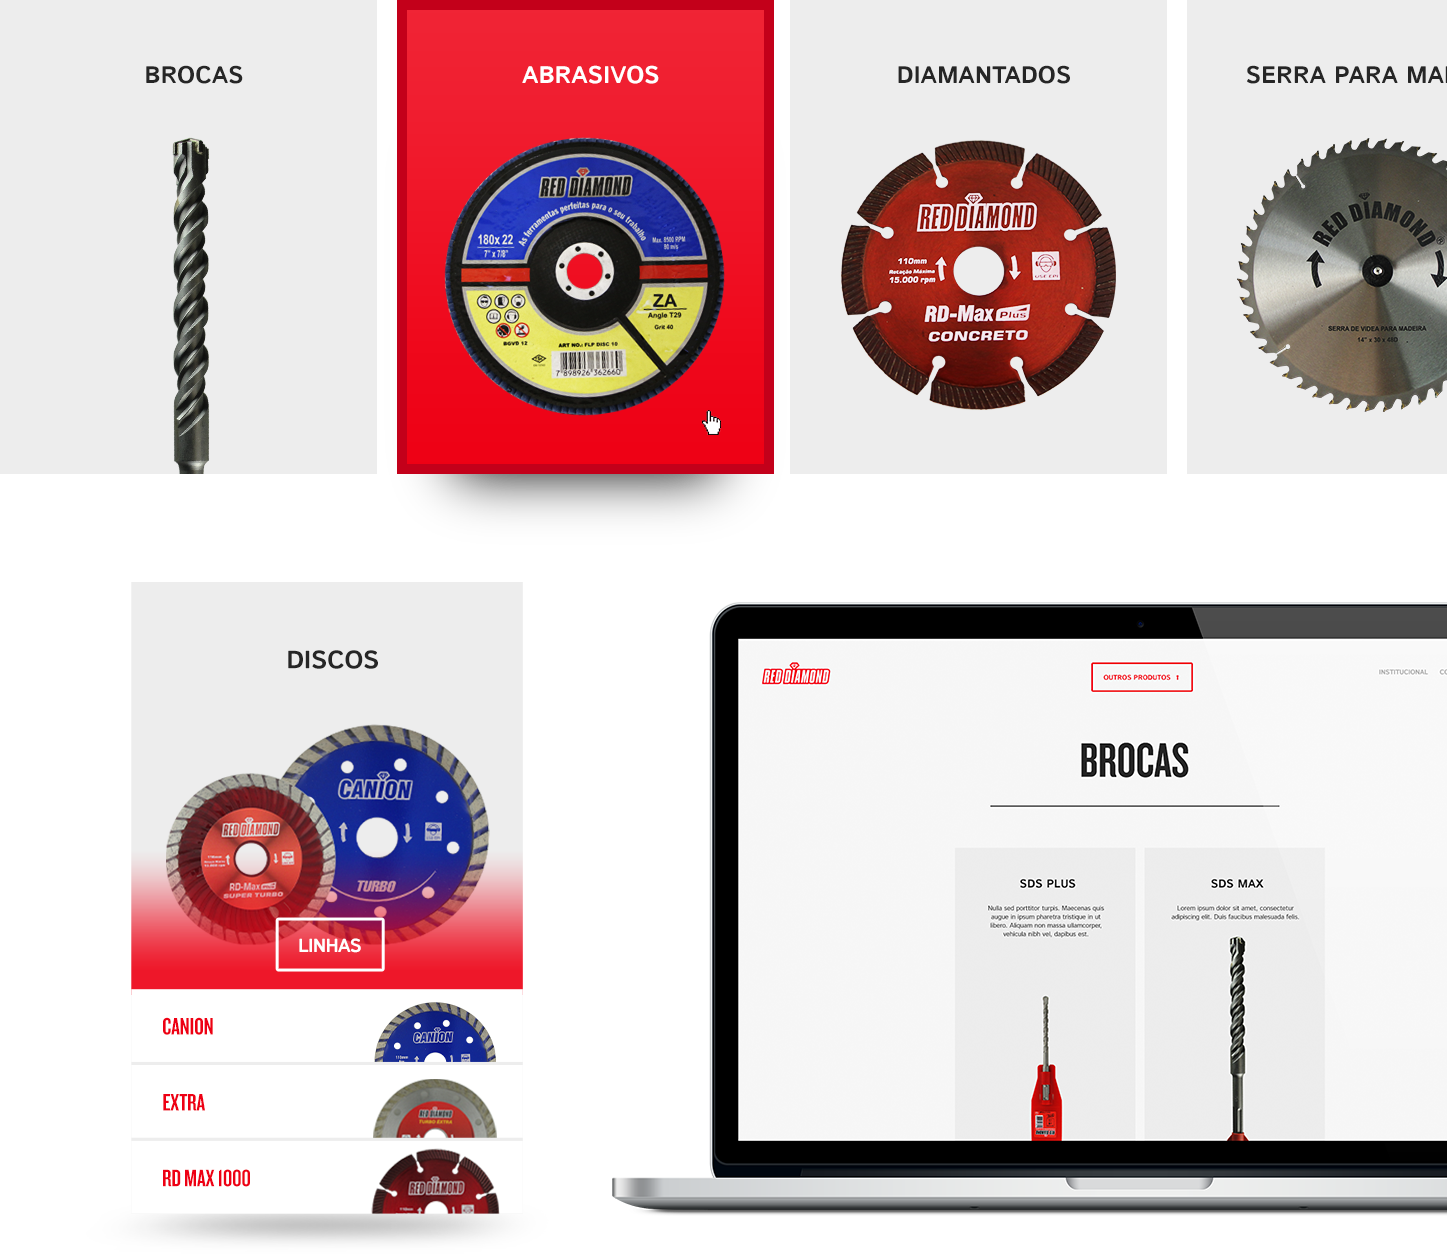 BROCAS
ABRASIVOS
DIAMANTADOS
SERRA PARA MA
RED DIAMOND
As ferramentas perfeitas para o seu trabalho
180x 22
7" x 7/8"
Max. 8500 RPM
80 m/s
ZA
Angle T29
Grit 40
BGVD 12
ART NO.: FLP DISC 10
7 898926 362660
RED DIAMOND
110mm
Rotação Máxima
15.000 rpm
USE EPI
RD-Max Plus
CONCRETO
RED DIAMOND
SERRA DE VIDEA PARA MADEIRA
14" x 30 x 48D
DISCOS
CANION
TURBO
RED DIAMOND
RD-Max
SUPER TURBO
LINHAS
CANION
CANION
EXTRA
RED DIAMOND
TURBO EXTRA
RD MAX 1000
RED DIAMOND
RED DIAMOND
OUTROS PRODUTOS
INSTITUCIONAL
BROCAS
SDS PLUS
Nulla sed porttitor turpis. Maecenas quis
augue in ipsum pharetra tristique in ut
libero. Aliquam non massa ullamcorper,
vehicula nibh vel, dapibus est.
SDS MAX
Lorem ipsum dolor sit amet, consectetur
adipiscing elit. Duis faucibus malesuada felis.